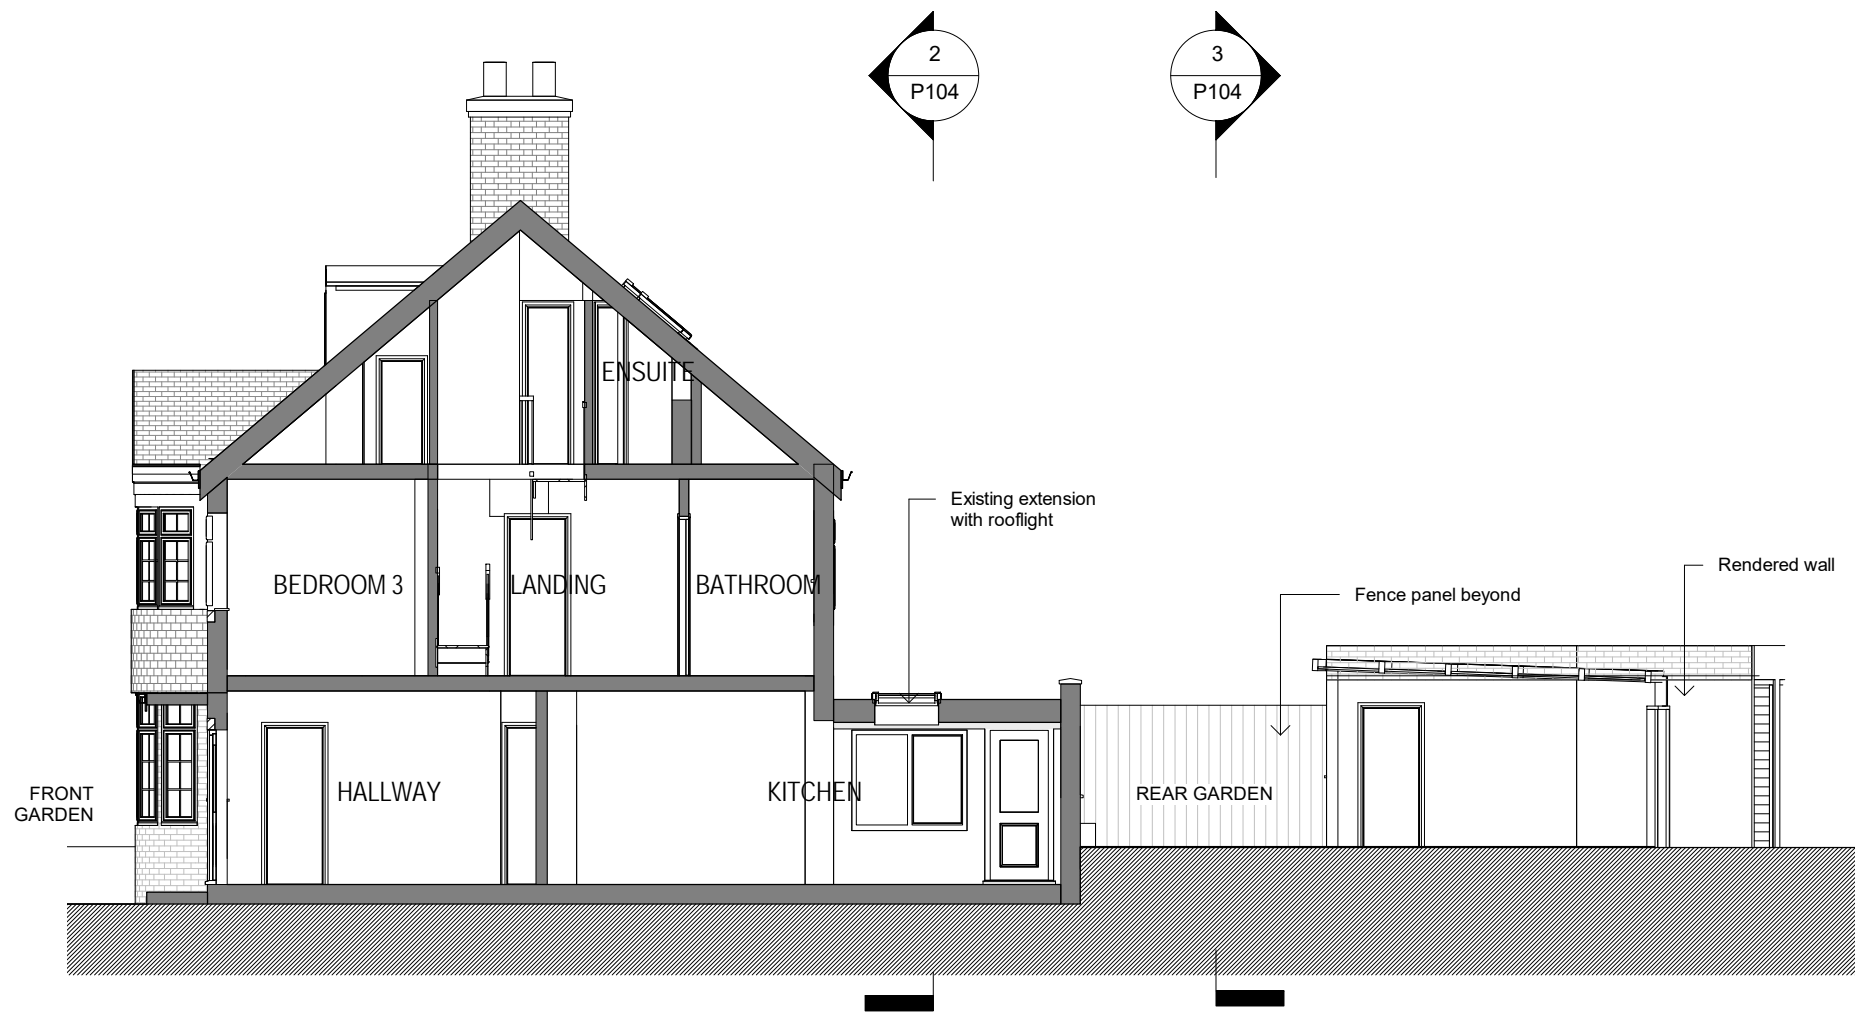 2
P104
3
P104
ENSUITE
Existing extension
with rooflight
BEDROOM 3
LANDING
BATHROOM
Fence panel beyond
Rendered wall
FRONT
GARDEN
HALLWAY
KITCHEN
REAR GARDEN